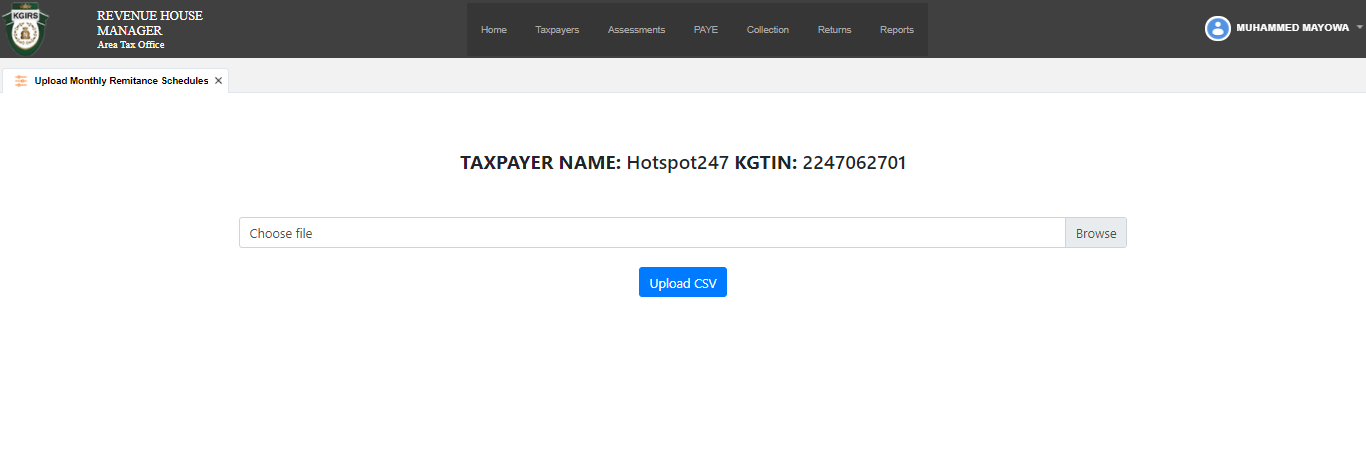 KGIRS
REVENUE HOUSE
MANAGER
Area Tax Office
Home Taxpayers Assessments PAYE Collection Returns Reports
MUHAMMED MAYOWA
Upload Monthly Remitance Schedules
TAXPAYER NAME: Hotspot247 KGTIN: 2247062701
Choose file Browse
Upload CSV